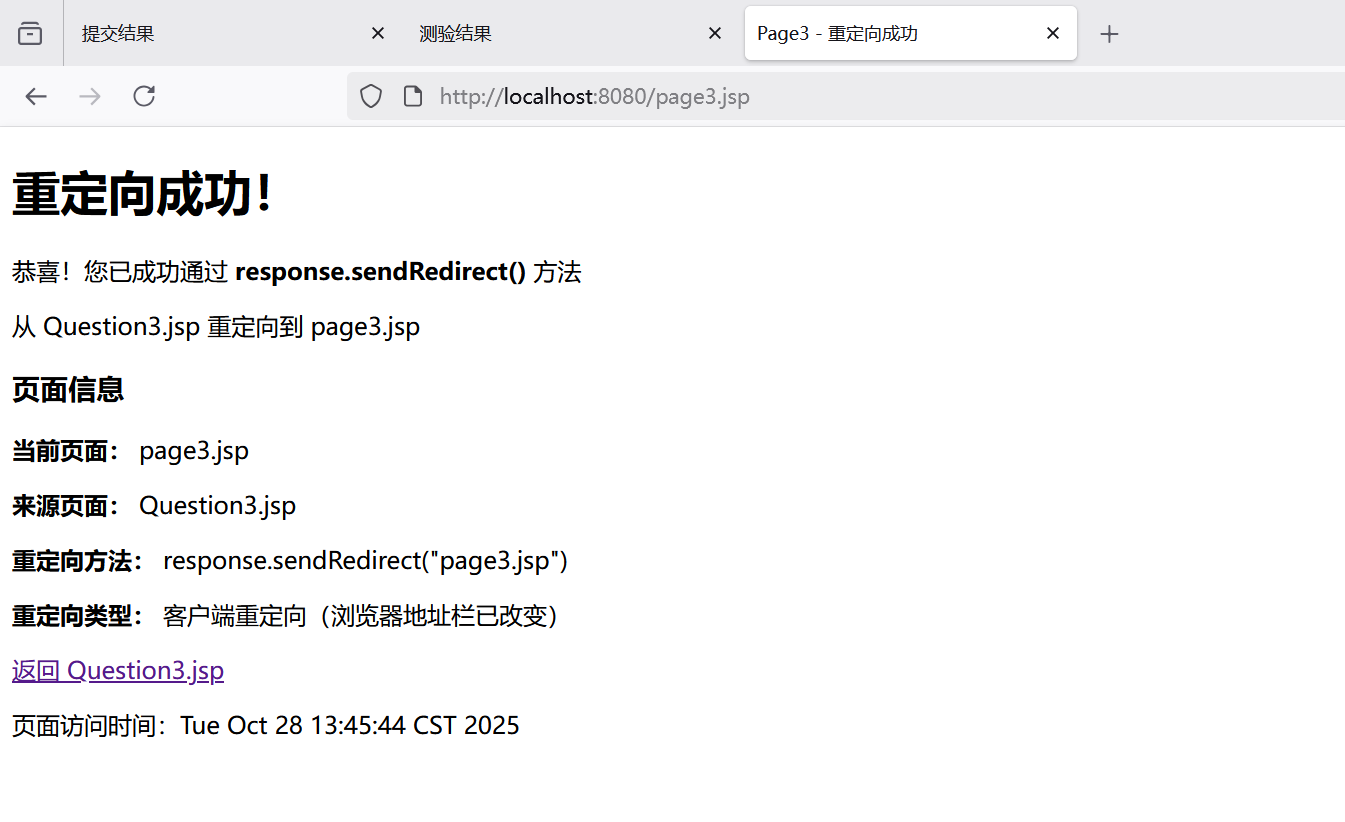 提交结果
测验结果
Page3 - 重定向成功
http://localhost:8080/page3.jsp
重定向成功！
恭喜！您已成功通过 response.sendRedirect() 方法
从 Question3.jsp 重定向到 page3.jsp
页面信息
当前页面： page3.jsp
来源页面： Question3.jsp
重定向方法： response.sendRedirect("page3.jsp")
重定向类型： 客户端重定向（浏览器地址栏已改变）
返回 Question3.jsp
页面访问时间：Tue Oct 28 13:45:44 CST 2025